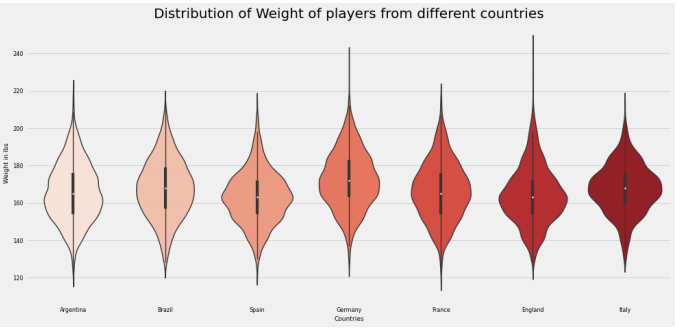 Distribution of Weight of players from different countries
240
220
200
180
160
140
120
Weight in lbs
Argentina
Brazil
Spain
Germany
France
England
Italy
Countries